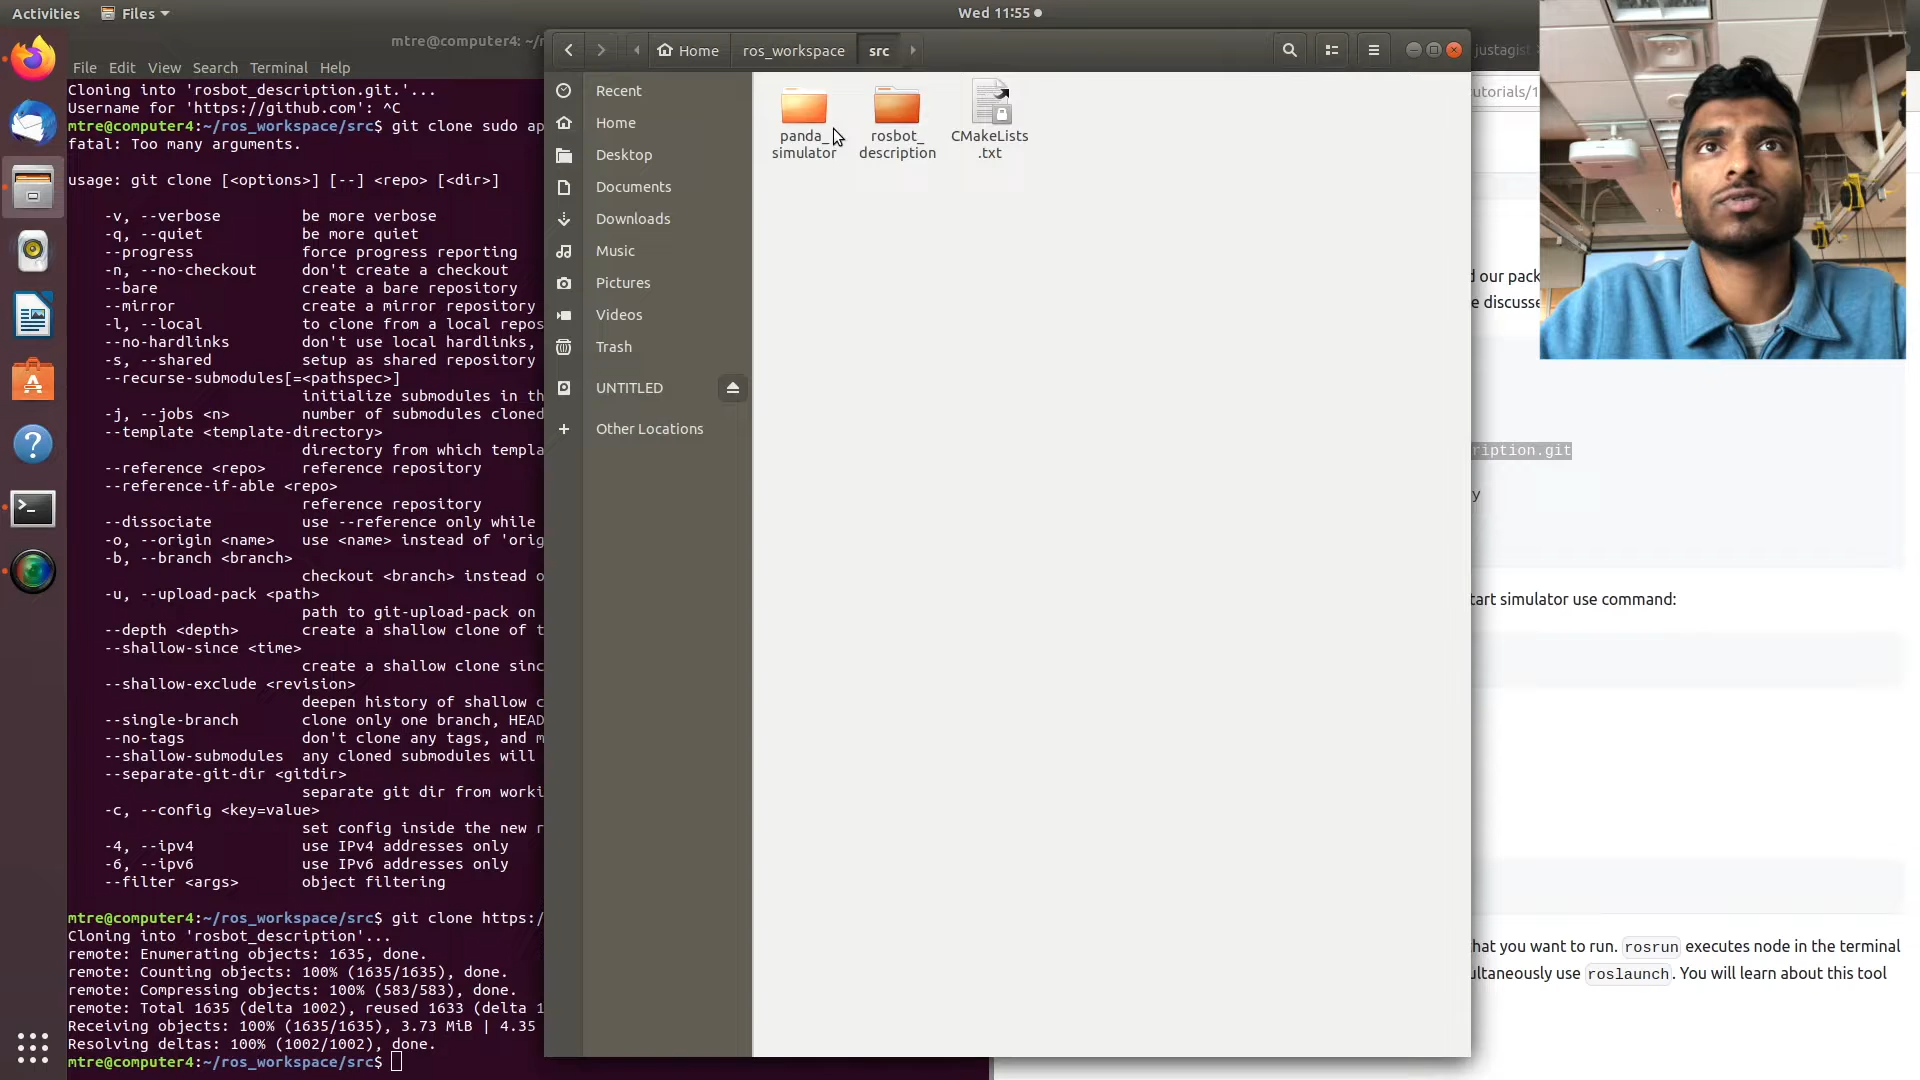 Activities
Files
Wed 11:55
mtre@computer4: ~/r
File Edit View Search Terminal Help
Cloning into 'rosbot_description.git.'...
Username for 'https://github.com': ^C
mtre@computer4:~/ros_workspace/src$ git clone sudo ap
fatal: Too many arguments.
usage: git clone [<options>] [--] <repo> [<dir>]
-v, --verbose be more verbose
-q, --quiet be more quiet
--progress force progress reporting
-n, --no-checkout don't create a checkout
--bare create a bare repository
--mirror create a mirror repository
-l, --local to clone from a local repos
--no-hardlinks don't use local hardlinks,
-s, --shared setup as shared repository
--recurse-submodules[=<pathspec>]
initialize submodules in th
-j, --jobs <n> number of submodules cloned
--template <template-directory>
directory from which templa
--reference <repo> reference repository
--reference-if-able <repo>
reference repository
--dissociate use --reference only while
-o, --origin <name> use <name> instead of 'orig
-b, --branch <branch>
checkout <branch> instead o
-u, --upload-pack <path>
path to git-upload-pack on
--depth <depth> create a shallow clone of t
--shallow-since <time>
create a shallow clone sinc
--shallow-exclude <revision>
deepen history of shallow c
--single-branch clone only one branch, HEAD
--no-tags don't clone any tags, and m
--shallow-submodules any cloned submodules will
--separate-git-dir <gitdir>
separate git dir from worki
-c, --config <key=value>
set config inside the new r
-4, --ipv4 use IPv4 addresses only
-6, --ipv6 use IPv6 addresses only
--filter <args> object filtering
mtre@computer4:~/ros_workspace/src$ git clone https:/
Cloning into 'rosbot_description'...
remote: Enumerating objects: 1635, done.
remote: Counting objects: 100% (1635/1635), done.
remote: Compressing objects: 100% (583/583), done.
remote: Total 1635 (delta 1002), reused 1633 (delta 1
Receiving objects: 100% (1635/1635), 3.73 MiB | 4.35
Resolving deltas: 100% (1002/1002), done.
mtre@computer4:~/ros_workspace/src$
Home ros_workspace src
Recent
Home
Desktop
Documents
Downloads
Music
Pictures
Videos
Trash
UNTITLED
Other Locations
panda_
simulator
rosbot_
description
CMakeLists
.txt
justagis
utorials/1
d our pack
e discusse
ription.git
y
tart simulator use command:
hat you want to run. rosrun executes node in the terminal
ultaneously use roslaunch. You will learn about this tool